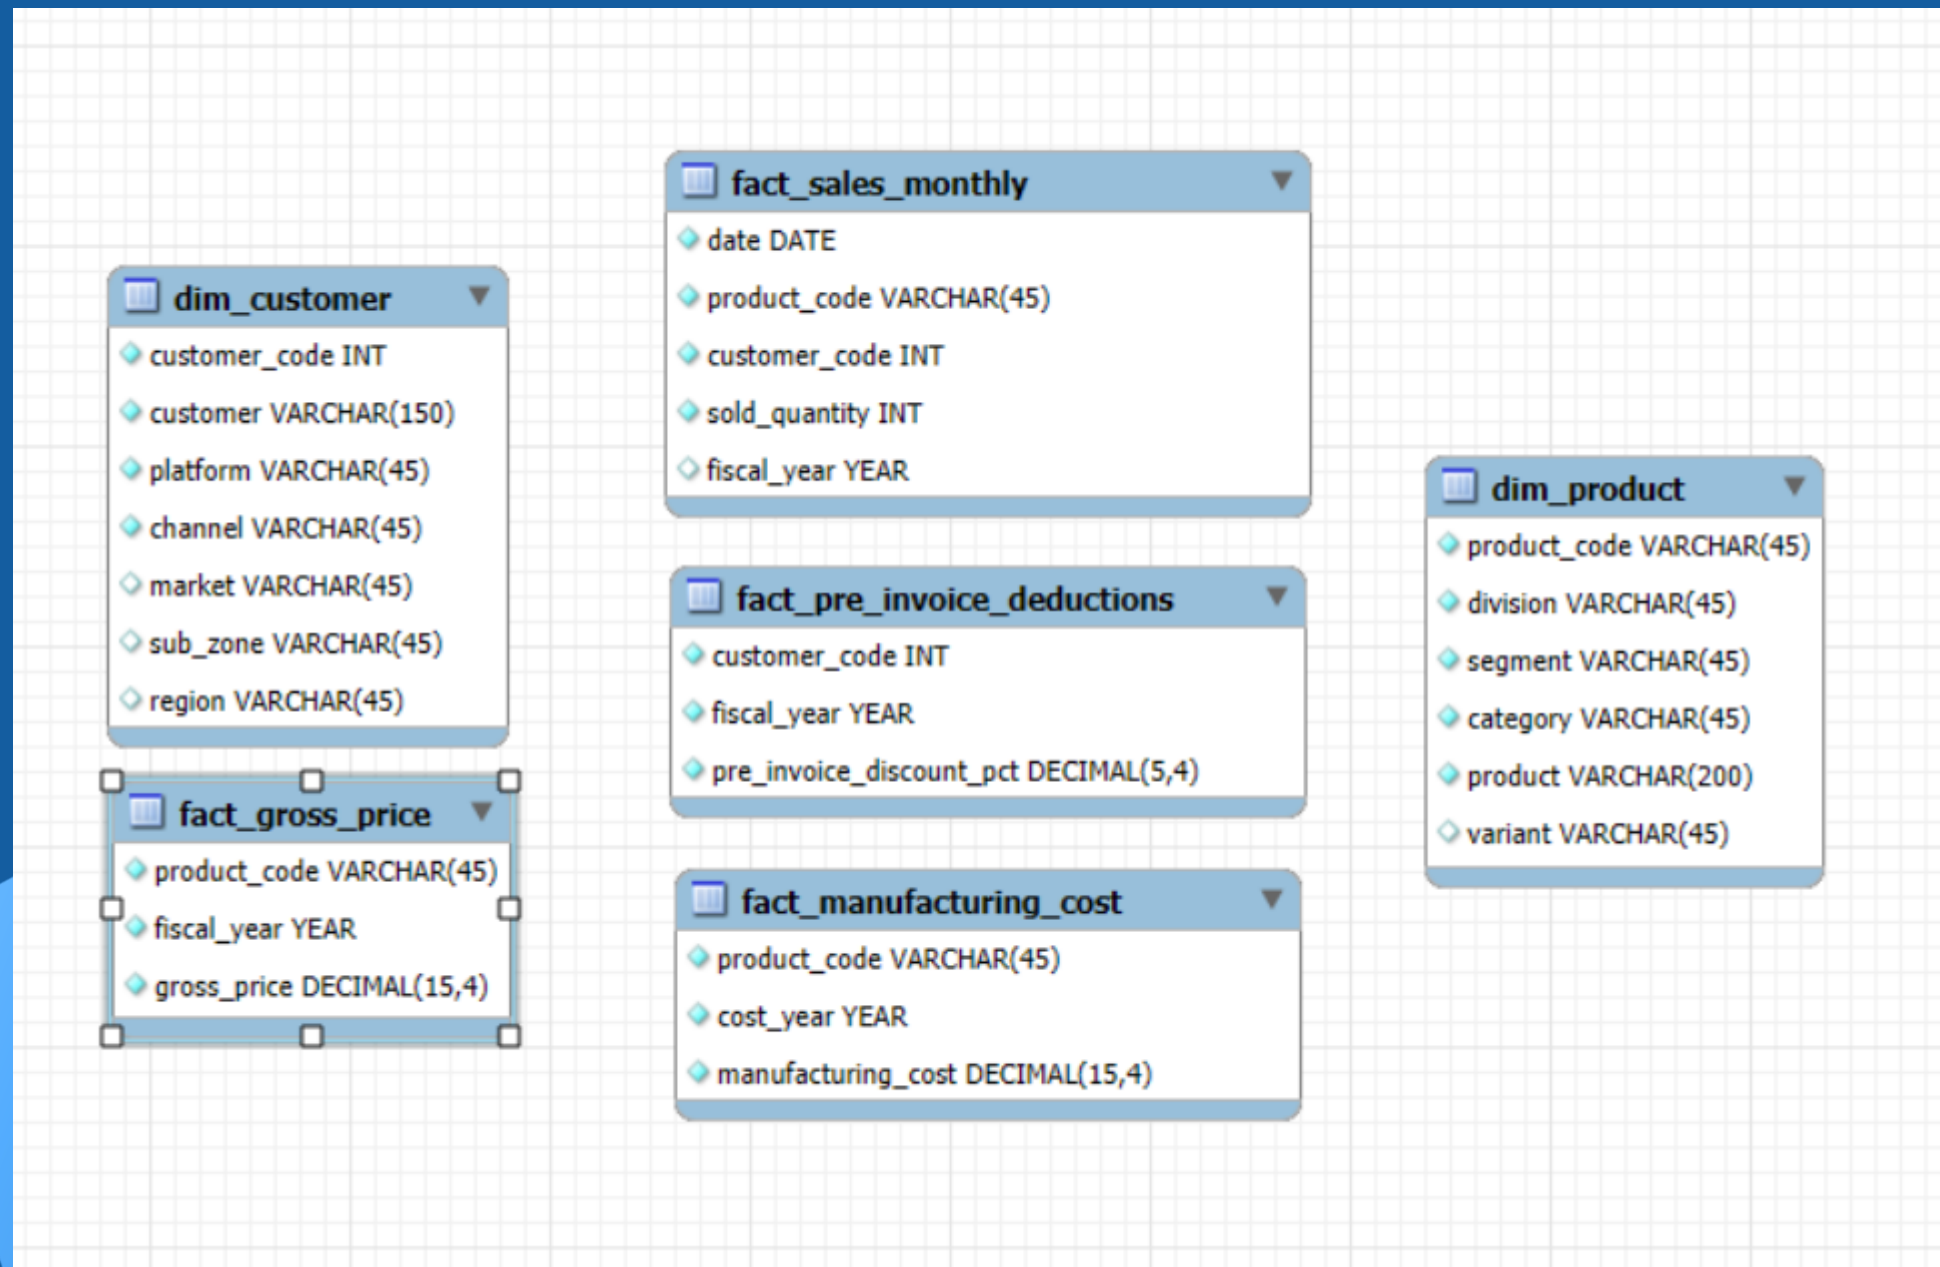 dim_customer
customer_code INT
customer VARCHAR(150)
platform VARCHAR(45)
channel VARCHAR(45)
market VARCHAR(45)
sub_zone VARCHAR(45)
region VARCHAR(45)
fact_gross_price
product_code VARCHAR(45)
fiscal_year YEAR
gross_price DECIMAL(15,4)
fact_sales_monthly
date DATE
product_code VARCHAR(45)
customer_code INT
sold_quantity INT
fiscal_year YEAR
fact_pre_invoice_deductions
customer_code INT
fiscal_year YEAR
pre_invoice_discount_pct DECIMAL(5,4)
fact_manufacturing_cost
product_code VARCHAR(45)
cost_year YEAR
manufacturing_cost DECIMAL(15,4)
dim_product
product_code VARCHAR(45)
division VARCHAR(45)
segment VARCHAR(45)
category VARCHAR(45)
product VARCHAR(200)
variant VARCHAR(45)